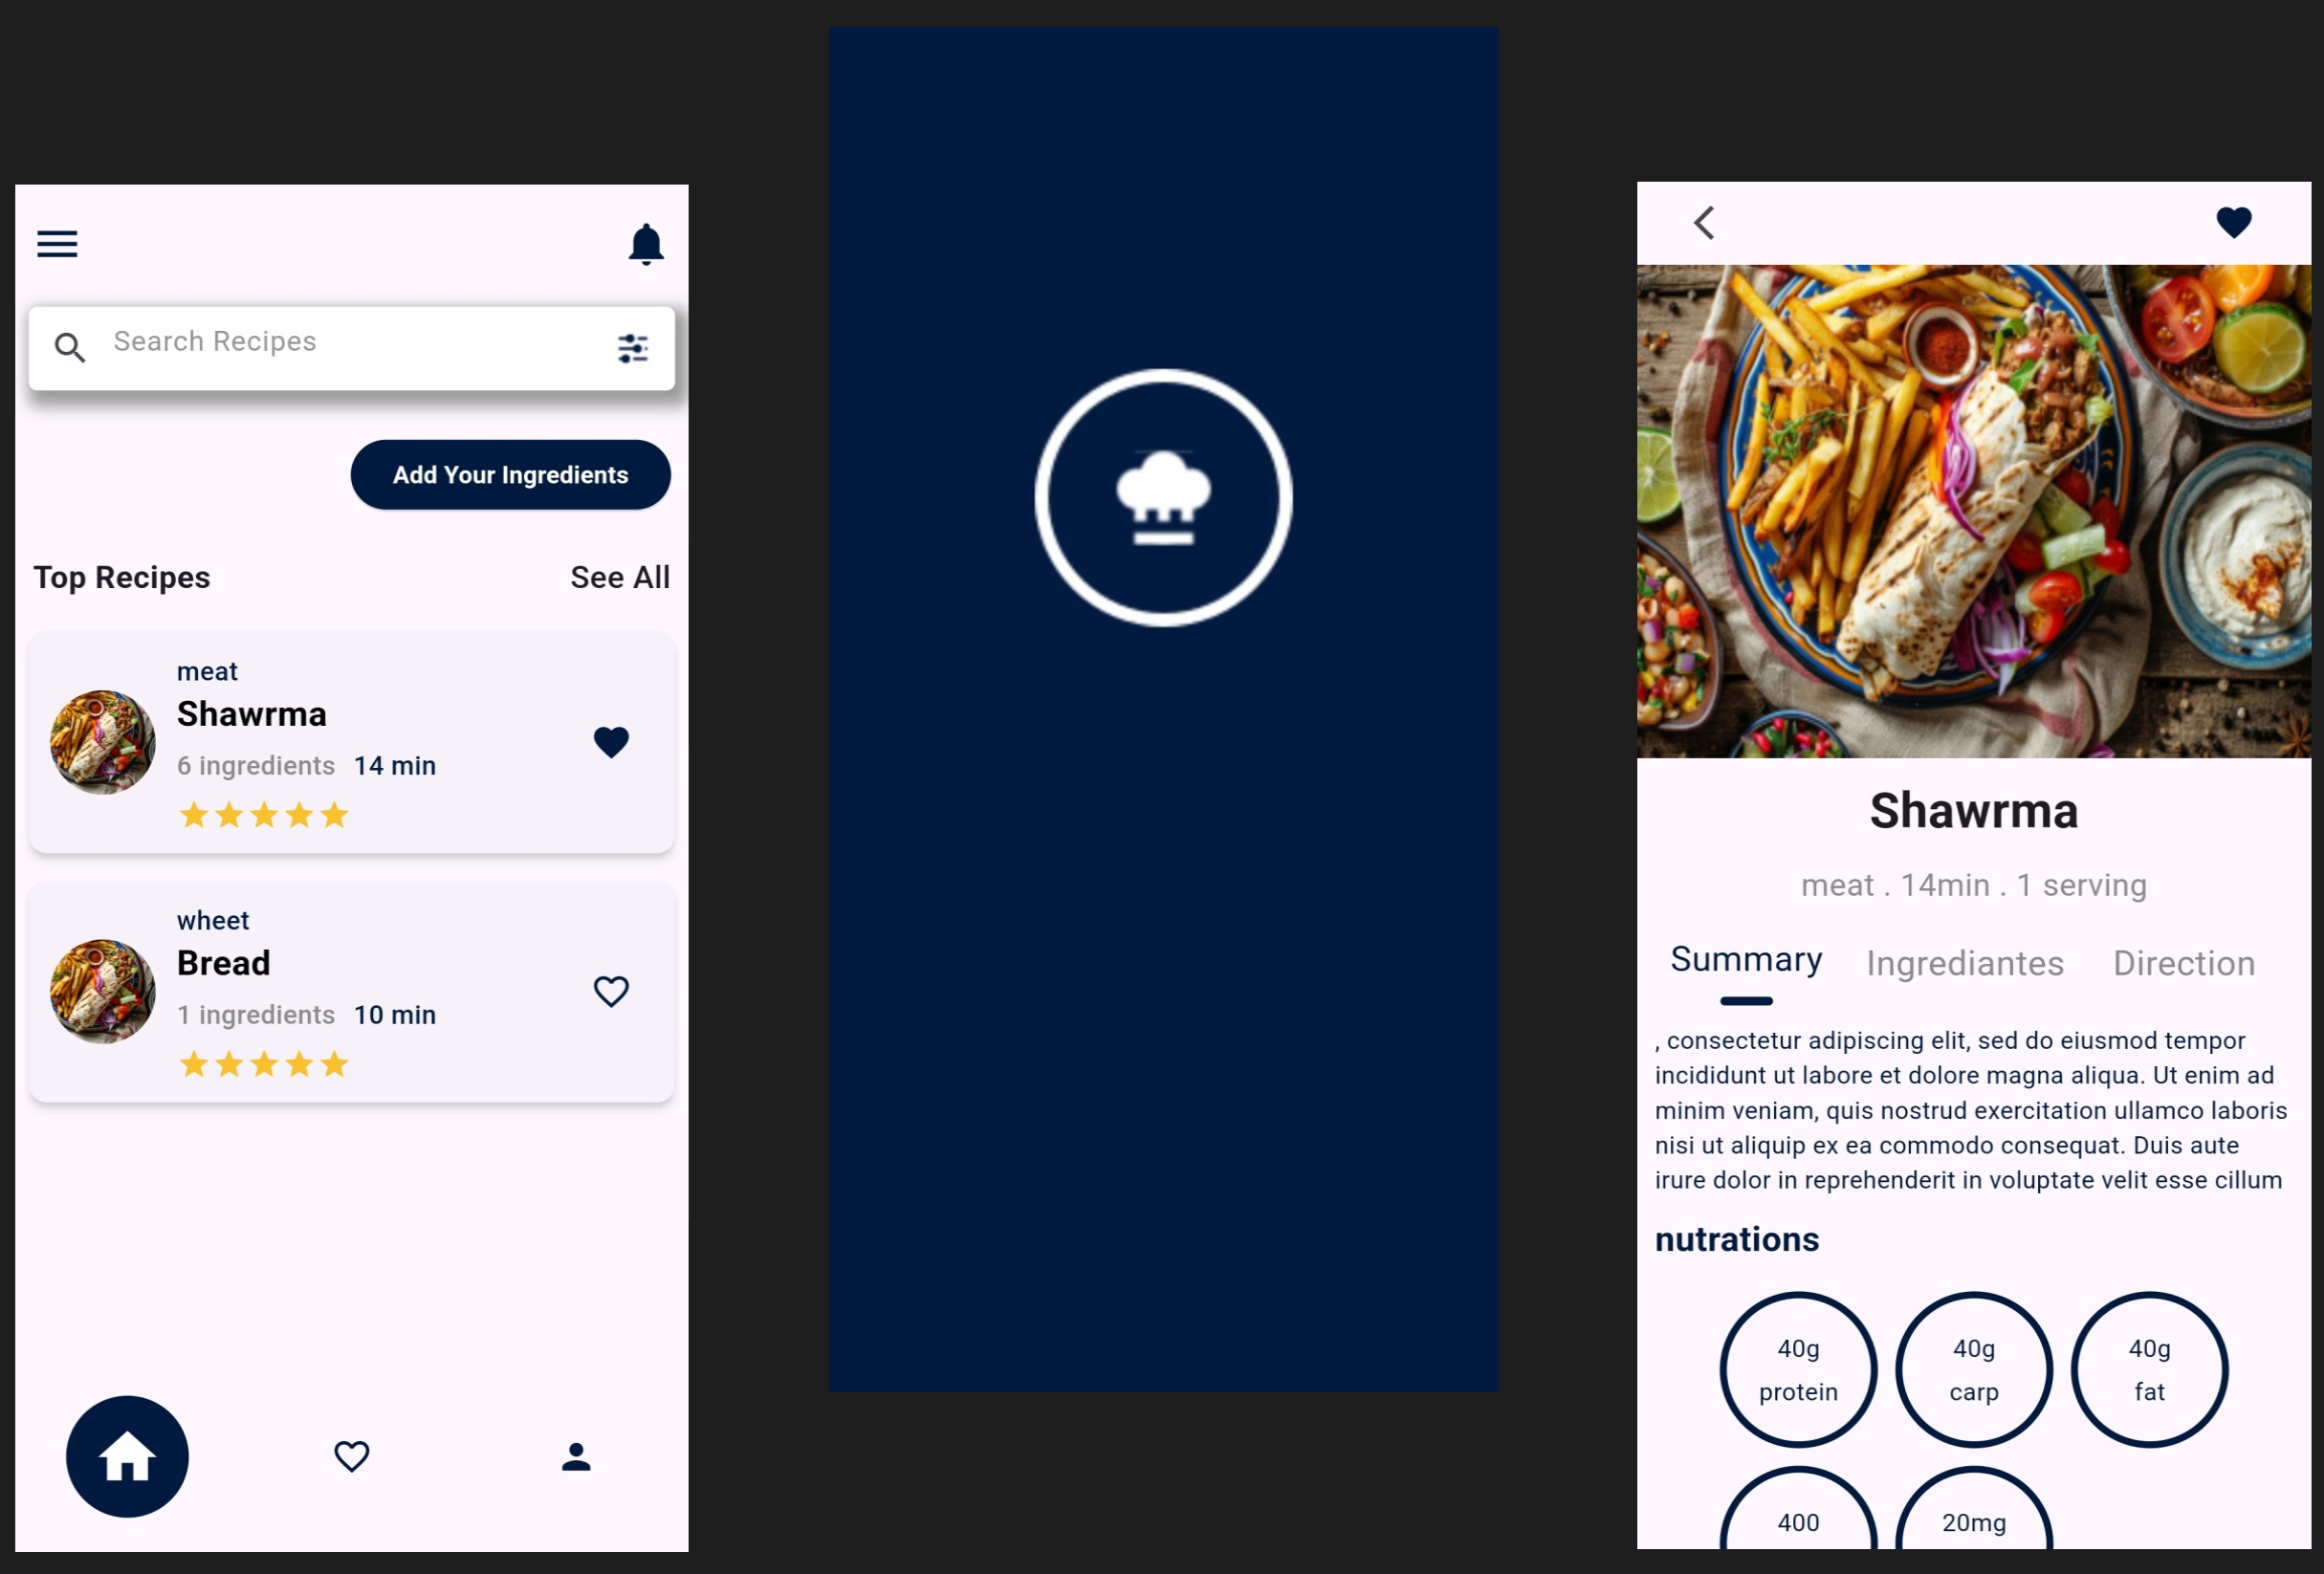 Search Recipes
Add Your Ingredients
Top Recipes See All
meat
Shawrma
6 ingredients 14 min
wheet
Bread
1 ingredients 10 min
Shawrma
meat . 14min . 1 serving
Summary Ingrediantes Direction
, consectetur adipiscing elit, sed do eiusmod tempor
incididunt ut labore et dolore magna aliqua. Ut enim ad
minim veniam, quis nostrud exercitation ullamco laboris
nisi ut aliquip ex ea commodo consequat. Duis aute
irure dolor in reprehenderit in voluptate velit esse cillum
nutrations
40g 40g 40g
protein carp fat
400 20mg